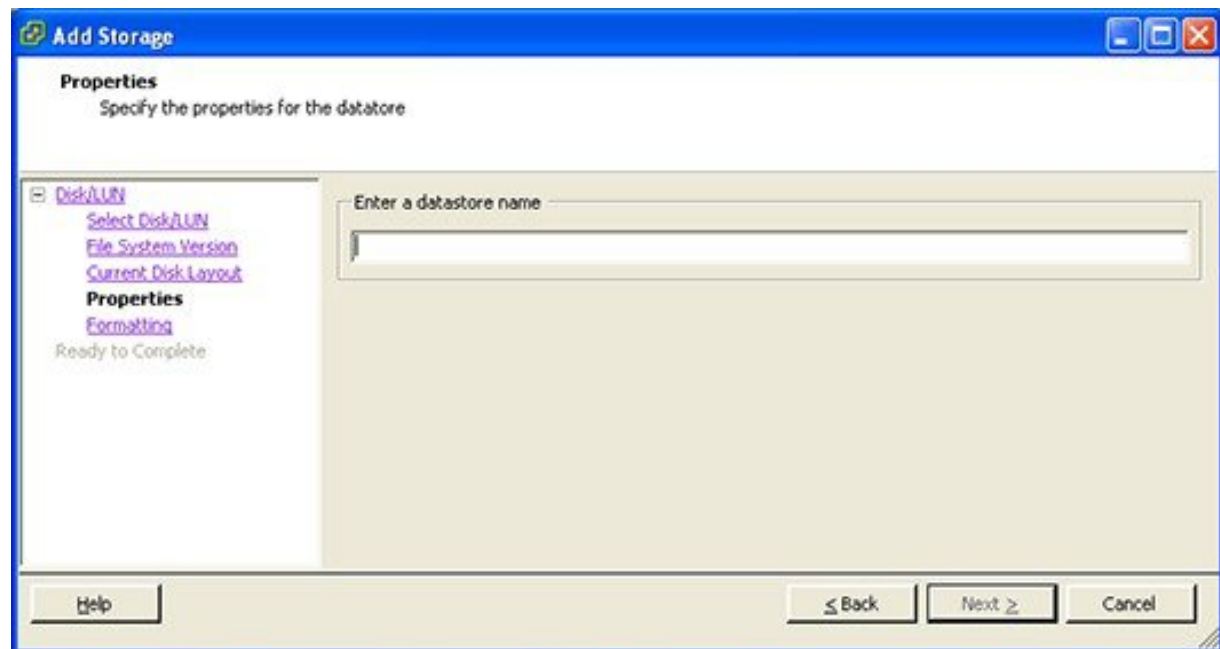 Add Storage
Properties
Specify the properties for the datatore
Disk/LUN
Select Disk/LUN
File System Version
Current Disk Layout
Properties
Formatting
Ready to Complete
Enter a datastore name
Help
≤ Back
Next ≥
Cancel